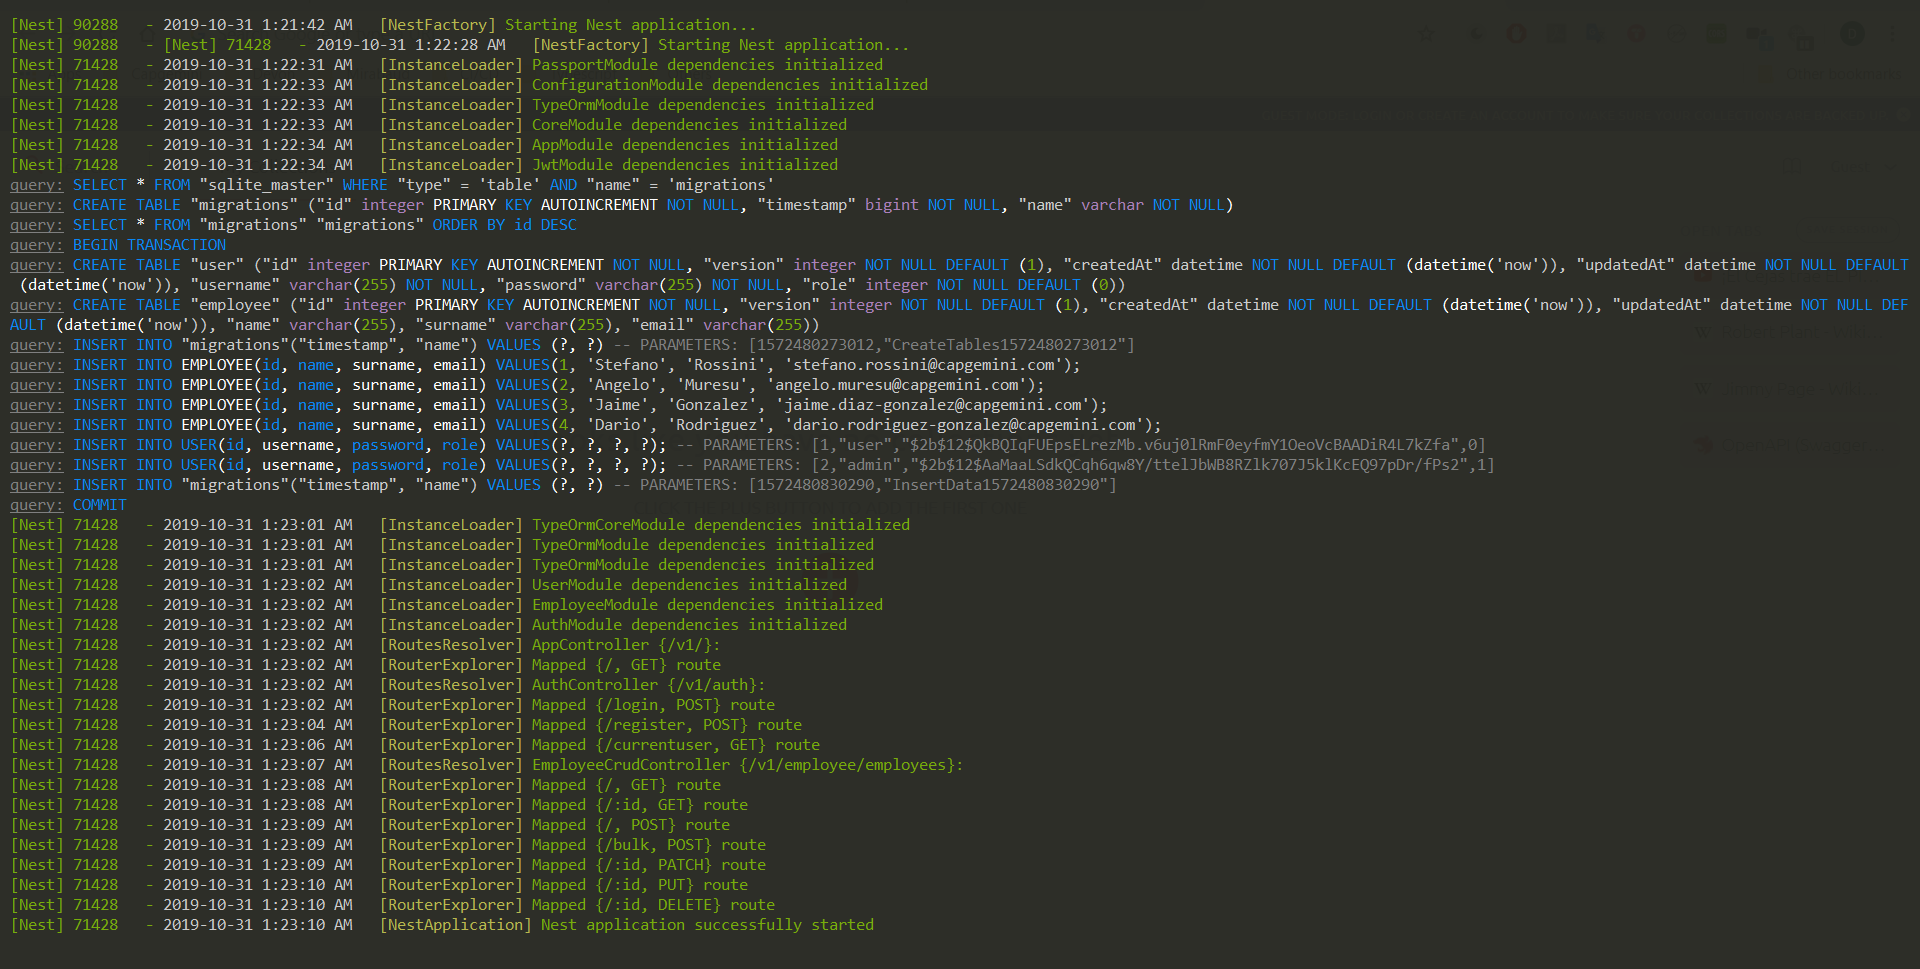 [Nest] 90288   - 2019-10-31 1:21:42 AM   [NestFactory] Starting Nest application...
[Nest] 90288   - [Nest] 71428   - 2019-10-31 1:22:28 AM   [NestFactory] Starting Nest application...
[Nest] 71428   - 2019-10-31 1:22:31 AM   [InstanceLoader] PassportModule dependencies initialized
[Nest] 71428   - 2019-10-31 1:22:33 AM   [InstanceLoader] ConfigurationModule dependencies initialized
[Nest] 71428   - 2019-10-31 1:22:33 AM   [InstanceLoader] TypeOrmModule dependencies initialized
[Nest] 71428   - 2019-10-31 1:22:33 AM   [InstanceLoader] CoreModule dependencies initialized
[Nest] 71428   - 2019-10-31 1:22:34 AM   [InstanceLoader] AppModule dependencies initialized
[Nest] 71428   - 2019-10-31 1:22:34 AM   [InstanceLoader] JwtModule dependencies initialized
query: SELECT * FROM "sqlite_master" WHERE "type" = 'table' AND "name" = 'migrations'
query: CREATE TABLE "migrations" ("id" integer PRIMARY KEY AUTOINCREMENT NOT NULL, "timestamp" bigint NOT NULL, "name" varchar NOT NULL)
query: SELECT * FROM "migrations" "migrations" ORDER BY id DESC
query: BEGIN TRANSACTION
query: CREATE TABLE "user" ("id" integer PRIMARY KEY AUTOINCREMENT NOT NULL, "version" integer NOT NULL DEFAULT (1), "createdAt" datetime NOT NULL DEFAULT (datetime('now')), "updatedAt" datetime NOT NULL DEFAULT
(datetime('now')), "username" varchar(255) NOT NULL, "password" varchar(255) NOT NULL, "role" integer NOT NULL DEFAULT (0))
query: CREATE TABLE "employee" ("id" integer PRIMARY KEY AUTOINCREMENT NOT NULL, "version" integer NOT NULL DEFAULT (1), "createdAt" datetime NOT NULL DEFAULT (datetime('now')), "updatedAt" datetime NOT NULL DEF
AULT (datetime('now')), "name" varchar(255), "surname" varchar(255), "email" varchar(255))
query: INSERT INTO "migrations"("timestamp", "name") VALUES (?, ?) -- PARAMETERS: [1572480273012,"CreateTables1572480273012"]
query: INSERT INTO EMPLOYEE(id, name, surname, email) VALUES(1, 'Stefano', 'Rossini', 'stefano.rossini@capgemini.com');
query: INSERT INTO EMPLOYEE(id, name, surname, email) VALUES(2, 'Angelo', 'Muresu', 'angelo.muresu@capgemini.com');
query: INSERT INTO EMPLOYEE(id, name, surname, email) VALUES(3, 'Jaime', 'Gonzalez', 'jaime.diaz-gonzalez@capgemini.com');
query: INSERT INTO EMPLOYEE(id, name, surname, email) VALUES(4, 'Dario', 'Rodriguez', 'dario.rodriguez-gonzalez@capgemini.com');
query: INSERT INTO USER(id, username, password, role) VALUES(?, ?, ?, ?); -- PARAMETERS: [1,"user","$2b$12$QkBQIqFUEpsELrezMb.v6uj0lRmF0eyfmY1OeoVcBAADiR4L7kZfa",0]
query: INSERT INTO USER(id, username, password, role) VALUES(?, ?, ?, ?); -- PARAMETERS: [2,"admin","$2b$12$AaMaaLSdkQCqh6qw8Y/ttelJbWB8RZlk707J5klKcEQ97pDr/fPs2",1]
query: INSERT INTO "migrations"("timestamp", "name") VALUES (?, ?) -- PARAMETERS: [1572480830290,"InsertData1572480830290"]
query: COMMIT
[Nest] 71428   - 2019-10-31 1:23:01 AM   [InstanceLoader] TypeOrmCoreModule dependencies initialized
[Nest] 71428   - 2019-10-31 1:23:01 AM   [InstanceLoader] TypeOrmModule dependencies initialized
[Nest] 71428   - 2019-10-31 1:23:01 AM   [InstanceLoader] TypeOrmModule dependencies initialized
[Nest] 71428   - 2019-10-31 1:23:02 AM   [InstanceLoader] UserModule dependencies initialized
[Nest] 71428   - 2019-10-31 1:23:02 AM   [InstanceLoader] EmployeeModule dependencies initialized
[Nest] 71428   - 2019-10-31 1:23:02 AM   [InstanceLoader] AuthModule dependencies initialized
[Nest] 71428   - 2019-10-31 1:23:02 AM   [RoutesResolver] AppController {/v1/}:
[Nest] 71428   - 2019-10-31 1:23:02 AM   [RouterExplorer] Mapped {/, GET} route
[Nest] 71428   - 2019-10-31 1:23:02 AM   [RoutesResolver] AuthController {/v1/auth}:
[Nest] 71428   - 2019-10-31 1:23:02 AM   [RouterExplorer] Mapped {/login, POST} route
[Nest] 71428   - 2019-10-31 1:23:04 AM   [RouterExplorer] Mapped {/register, POST} route
[Nest] 71428   - 2019-10-31 1:23:06 AM   [RouterExplorer] Mapped {/currentuser, GET} route
[Nest] 71428   - 2019-10-31 1:23:07 AM   [RoutesResolver] EmployeeCrudController {/v1/employee/employees}:
[Nest] 71428   - 2019-10-31 1:23:08 AM   [RouterExplorer] Mapped {/, GET} route
[Nest] 71428   - 2019-10-31 1:23:08 AM   [RouterExplorer] Mapped {/:id, GET} route
[Nest] 71428   - 2019-10-31 1:23:09 AM   [RouterExplorer] Mapped {/, POST} route
[Nest] 71428   - 2019-10-31 1:23:09 AM   [RouterExplorer] Mapped {/bulk, POST} route
[Nest] 71428   - 2019-10-31 1:23:09 AM   [RouterExplorer] Mapped {/:id, PATCH} route
[Nest] 71428   - 2019-10-31 1:23:10 AM   [RouterExplorer] Mapped {/:id, PUT} route
[Nest] 71428   - 2019-10-31 1:23:10 AM   [RouterExplorer] Mapped {/:id, DELETE} route
[Nest] 71428   - 2019-10-31 1:23:10 AM   [NestApplication] Nest application successfully started